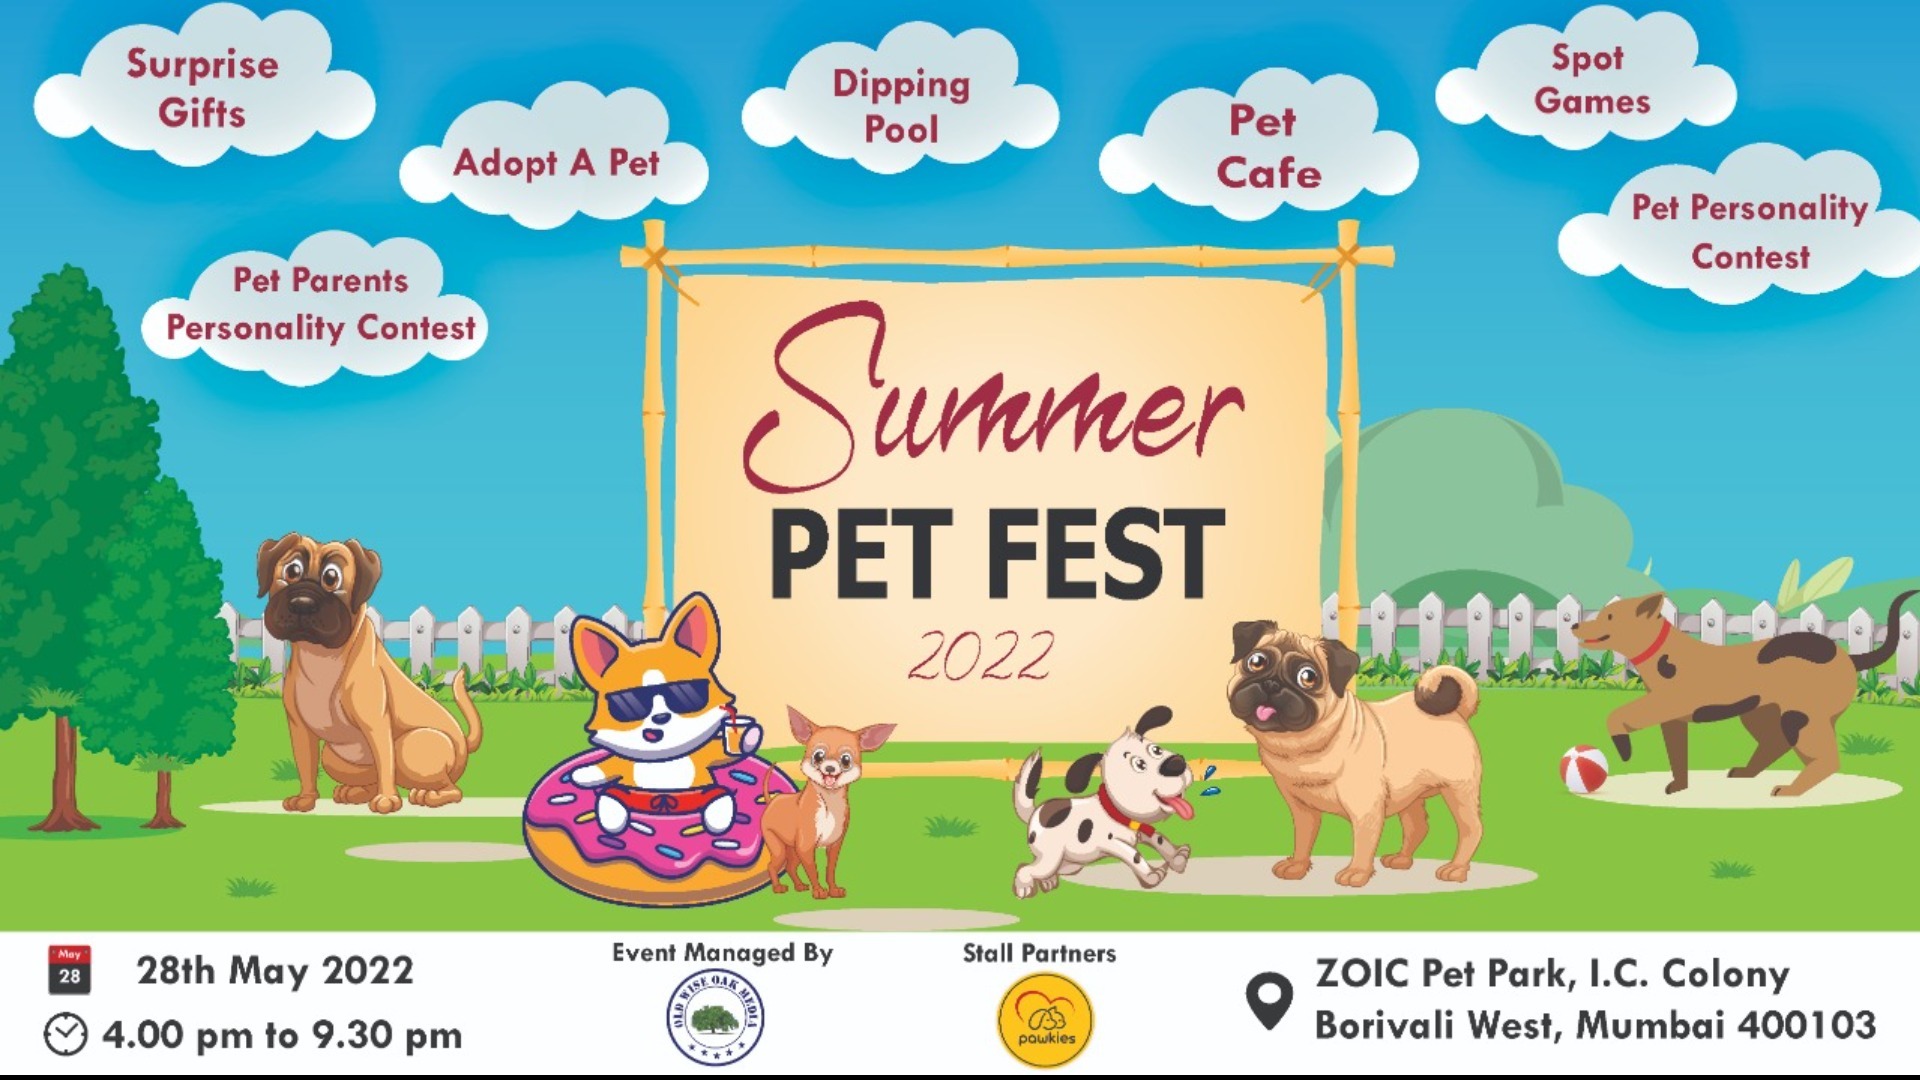 Surprise
Gifts
Adopt A Pet
Dipping
Pool
Pet
Cafe
Spot
Games
Pet Personality
Contest
Pet Parents
Personality Contest
Summer
PET FEST
2022
May
28
28th May 2022
4.00 pm to 9.30 pm
Event Managed By
OLD WISE OAK MEDIA
Stall Partners
pawkies
ZOIC Pet Park, I.C. Colony
Borivali West, Mumbai 400103